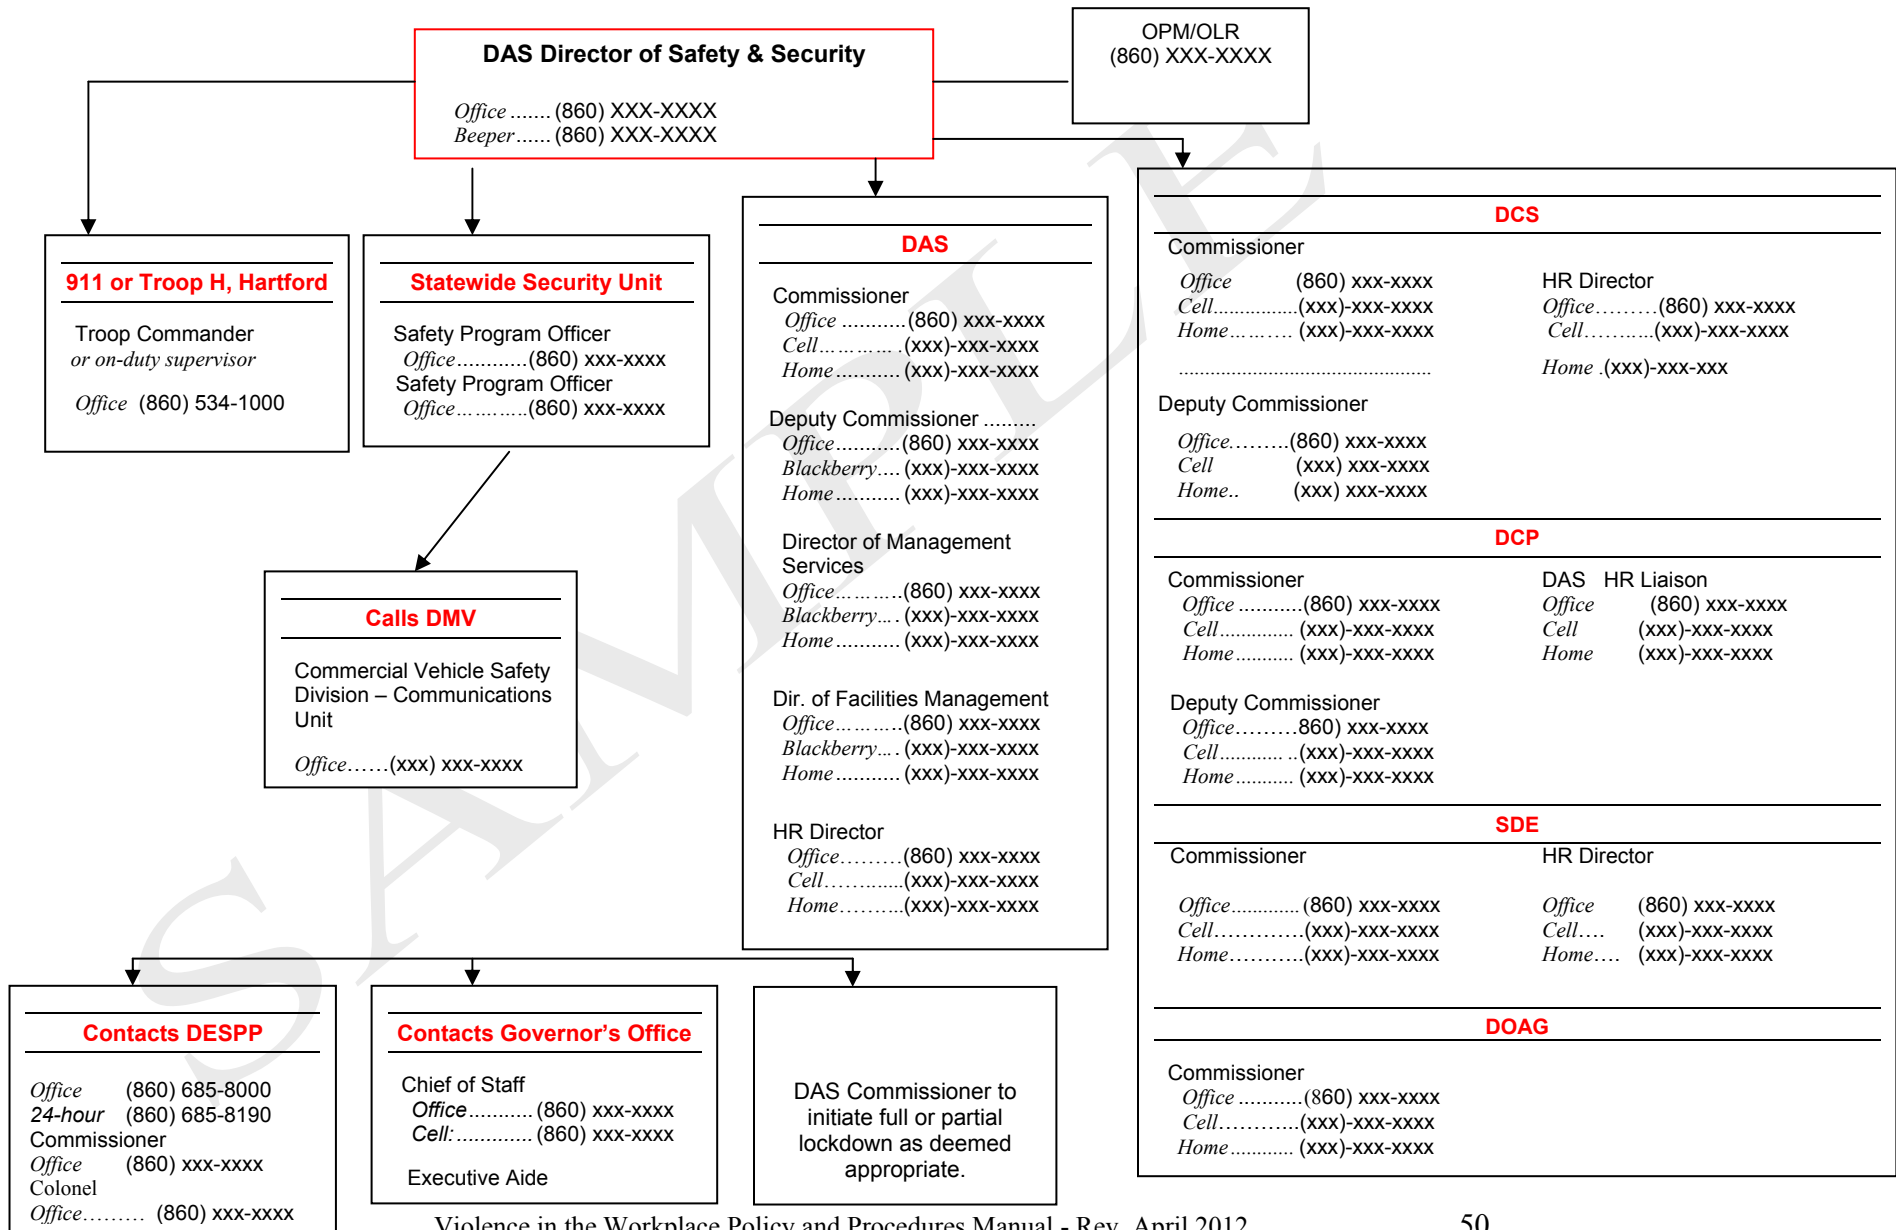 DAS Director of Safety & Security
Office ....... (860) XXX-XXXX
Beeper...... (860) XXX-XXXX
OPM/OLR
(860) XXX-XXXX
911 or Troop H, Hartford
Troop Commander
or on-duty supervisor
Office (860) 534-1000
Statewide Security Unit
Safety Program Officer
Office............(860) xxx-xxxx
Safety Program Officer
Office…….…..(860) xxx-xxxx
Calls DMV
Commercial Vehicle Safety
Division – Communications
Unit
Office……(xxx) xxx-xxxx
DAS
Commissioner
Office ...........(860) xxx-xxxx
Cell………… .(xxx)-xxx-xxxx
Home........... (xxx)-xxx-xxxx
Deputy Commissioner .........
Office...........(860) xxx-xxxx
Blackberry…. (xxx)-xxx-xxxx
Home........... (xxx)-xxx-xxxx
Director of Management
Services
Office……...(860) xxx-xxxx
Blackberry... . (xxx)-xxx-xxxx
Home........... (xxx)-xxx-xxxx
Dir. of Facilities Management
Office……...(860) xxx-xxxx
Blackberry... . (xxx)-xxx-xxxx
Home........... (xxx)-xxx-xxxx
HR Director
Office………(860) xxx-xxxx
Cell…….......(xxx)-xxx-xxxx
Home……...(xxx)-xxx-xxxx
DCS
Commissioner
Office (860) xxx-xxxx
Cell.................(xxx)-xxx-xxxx
Home…..…. (xxx)-xxx-xxxx
..............................................
HR Director
Office………(860) xxx-xxxx
Cell…….....(xxx)-xxx-xxxx
Home .(xxx)-xxx-xxx
Deputy Commissioner
Office………(860) xxx-xxxx
Cell (xxx) xxx-xxxx
Home.. (xxx) xxx-xxxx
DCP
Commissioner
Office ...........(860) xxx-xxxx
Cell.............. (xxx)-xxx-xxxx
Home........... (xxx)-xxx-xxxx
DAS HR Liaison
Office (860) xxx-xxxx
Cell (xxx)-xxx-xxxx
Home (xxx)-xxx-xxxx
Deputy Commissioner
Office………860) xxx-xxxx
Cell............. ..(xxx)-xxx-xxxx
Home........... (xxx)-xxx-xxxx
SDE
Commissioner
Office............. (860) xxx-xxxx
Cell………….(xxx)-xxx-xxxx
Home………..(xxx)-xxx-xxxx
HR Director
Office (860) xxx-xxxx
Cell…. (xxx)-xxx-xxxx
Home…. (xxx)-xxx-xxxx
DOAG
Commissioner
Office ...........(860) xxx-xxxx
Cell………...(xxx)-xxx-xxxx
Home............ (xxx)-xxx-xxxx
Contacts DESPP
Office (860) 685-8000
24-hour (860) 685-8190
Commissioner
Office (860) xxx-xxxx
Colonel
Office……… (860) xxx-xxxx
Contacts Governor’s Office
Chief of Staff
Office........... (860) xxx-xxxx
Cell:............. (860) xxx-xxxx
Executive Aide
DAS Commissioner to
initiate full or partial
lockdown as deemed
appropriate.
SAMPLE
Violence in the Workplace Policy and Procedures Manual - Rev. April 2012 50